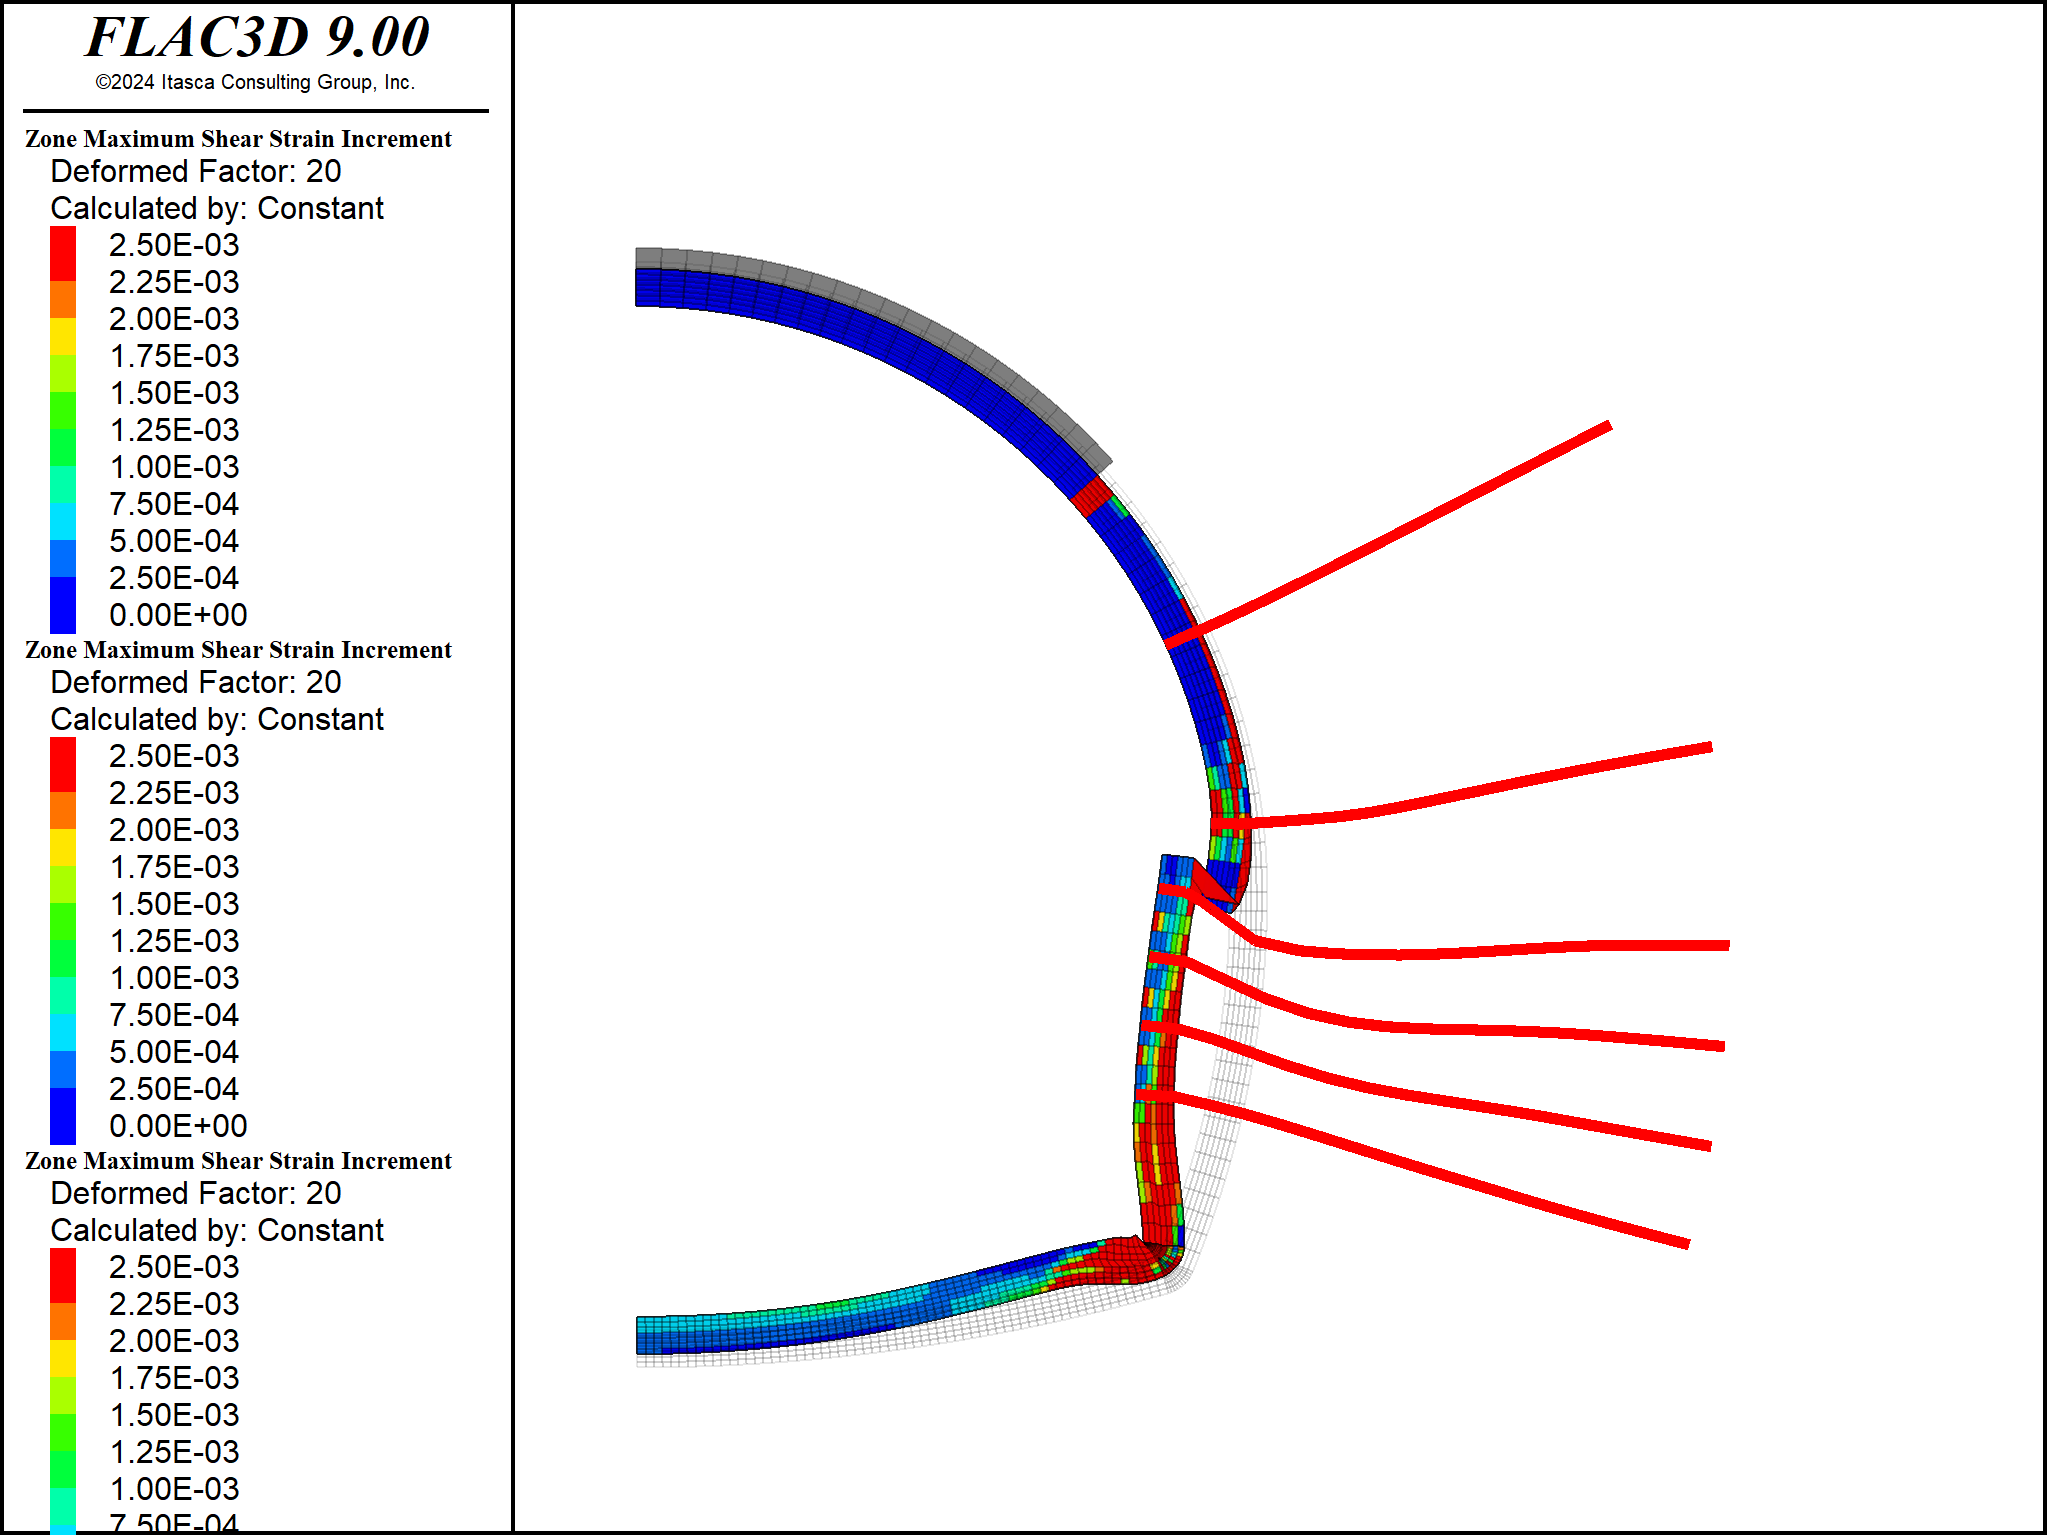 FLAC3D 9.00
©2024 Itasca Consulting Group, Inc.
Zone Maximum Shear Strain Increment
Deformed Factor: 20
Calculated by: Constant
2.50E-03
2.25E-03
2.00E-03
1.75E-03
1.50E-03
1.25E-03
1.00E-03
7.50E-04
5.00E-04
2.50E-04
0.00E+00
Zone Maximum Shear Strain Increment
Deformed Factor: 20
Calculated by: Constant
2.50E-03
2.25E-03
2.00E-03
1.75E-03
1.50E-03
1.25E-03
1.00E-03
7.50E-04
5.00E-04
2.50E-04
0.00E+00
Zone Maximum Shear Strain Increment
Deformed Factor: 20
Calculated by: Constant
2.50E-03
2.25E-03
2.00E-03
1.75E-03
1.50E-03
1.25E-03
1.00E-03
7.50E-04